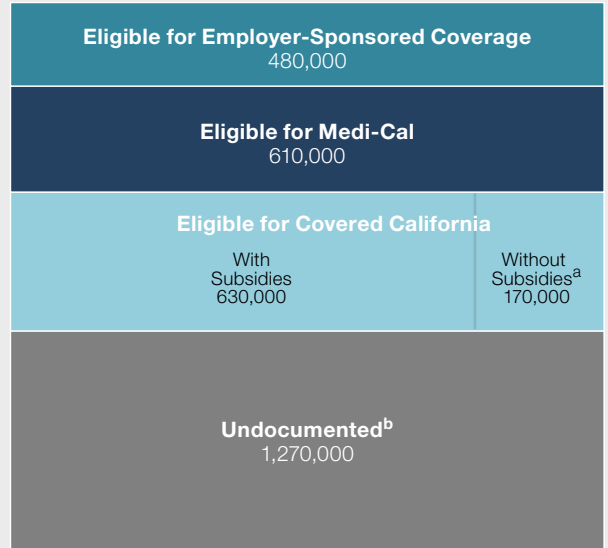 Eligible for Employer-Sponsored Coverage
480,000
Eligible for Medi-Cal
610,000
Eligible for Covered California
With
Subsidies
630,000
Without
Subsidiesᵃ
170,000
Undocumentedᵇ
1,270,000